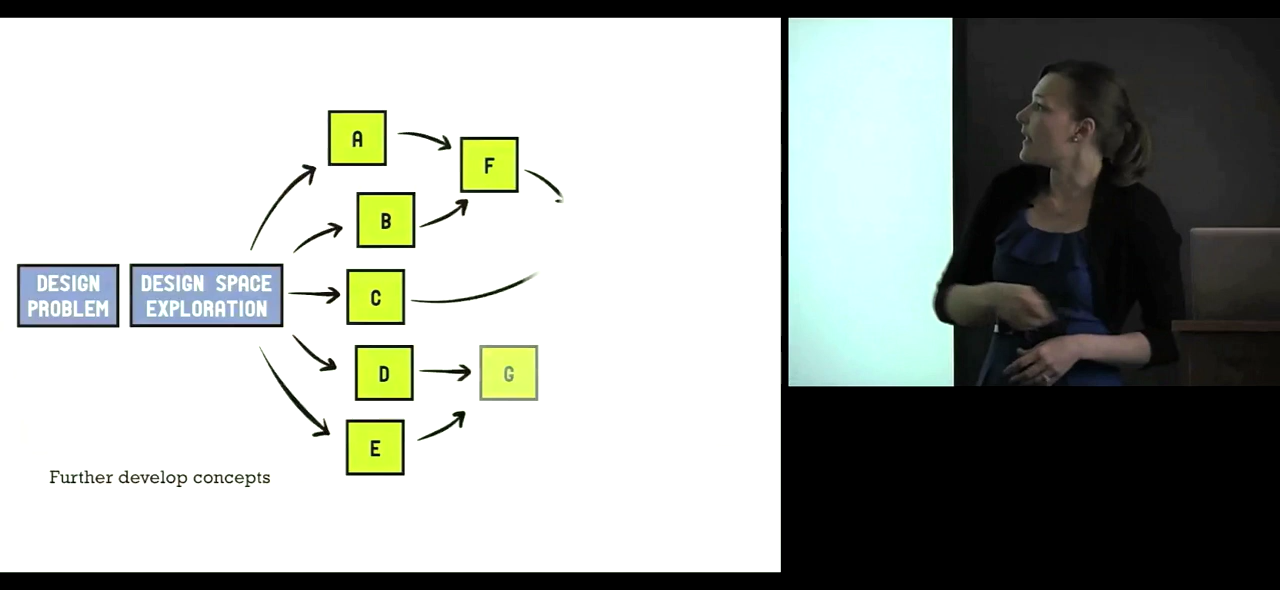 A
F
B
DESIGN
PROBLEM
DESIGN SPACE
EXPLORATION
C
D
G
E
Further develop concepts